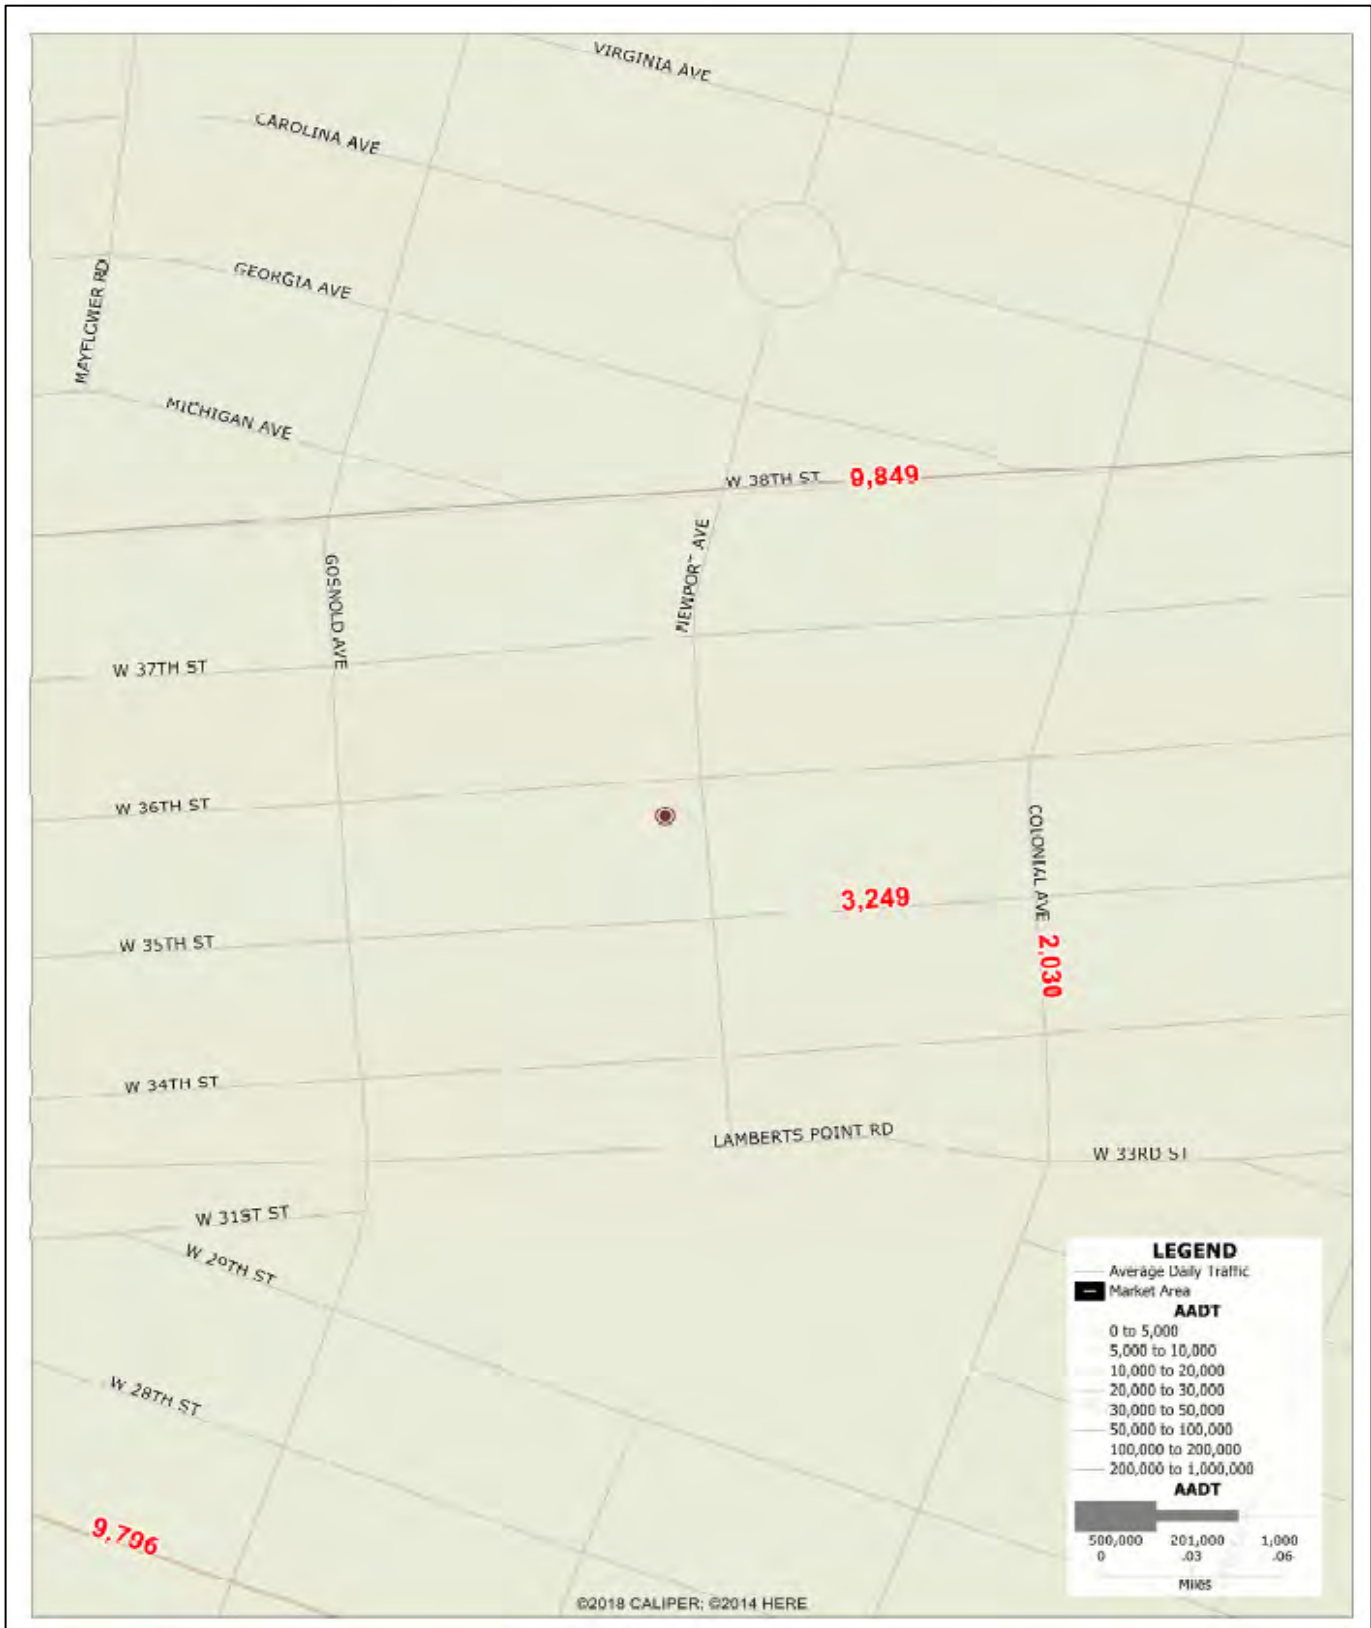 VIRGINIA AVE
CAROLINA AVE
GEORGIA AVE
MAYFLOWER RD
MICHIGAN AVE
W 38TH ST 9,849
NEWPORT AVE
GOSNOLD AVE
W 37TH ST
W 36TH ST
COLONIAL AVE 2,030
3,249
W 35TH ST
W 34TH ST
LAMBERTS POINT RD
W 33RD ST
W 31ST ST
W 29TH ST
W 28TH ST
9,796
LEGEND
Average Daily Traffic
Market Area
AADT
0 to 5,000
5,000 to 10,000
10,000 to 20,000
20,000 to 30,000
30,000 to 50,000
50,000 to 100,000
100,000 to 200,000
200,000 to 1,000,000
AADT
500,000 201,000 1,000
0 .03 .06
Miles
©2018 CALIPER; ©2014 HERE